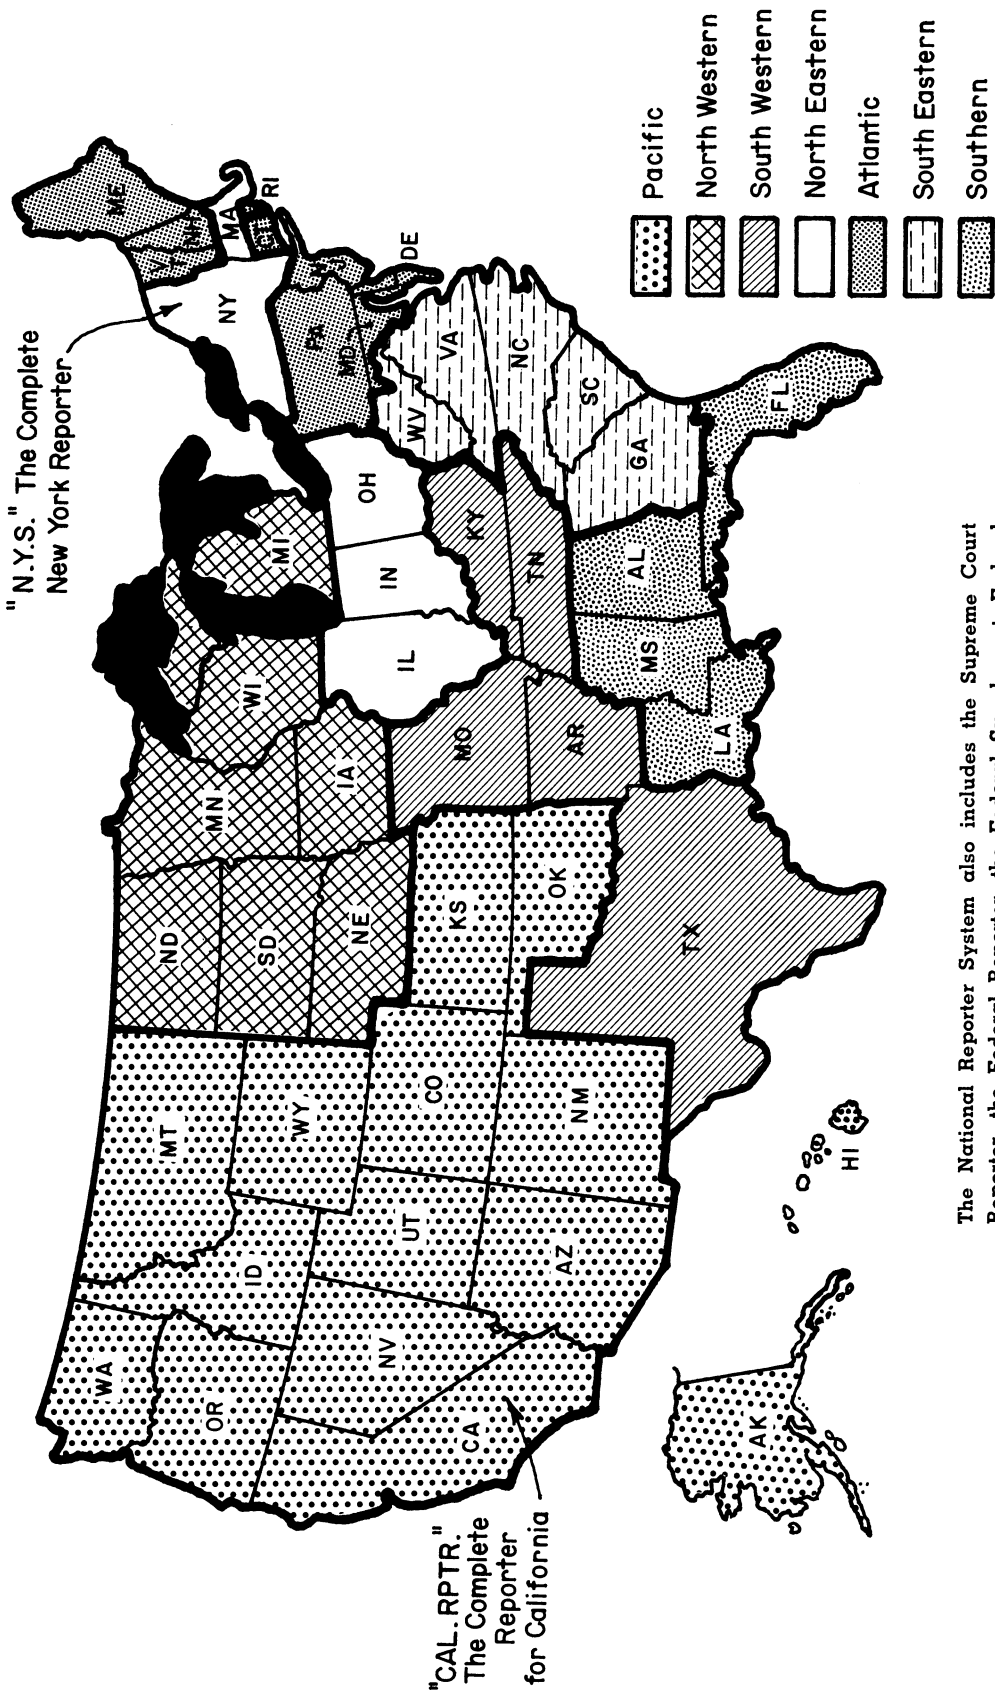 "N.Y.S." The Complete
New York Reporter
WA
MT
ND
MN
OR
ID
WY
SD
WI
MI
NV
UT
CO
NE
IA
IL
IN
OH
PA
NY
ME
NH
MA
RI
DE
MD
CA
AZ
NM
KS
OK
MO
AR
KY
TN
WV
VA
NC
SC
GA
TX
LA
MS
AL
FL
AK
HI
"CAL. RPTR."
The Complete
Reporter
for California
Pacific
North Western
South Western
North Eastern
Atlantic
South Eastern
Southern
The National Reporter System also includes the Supreme Court